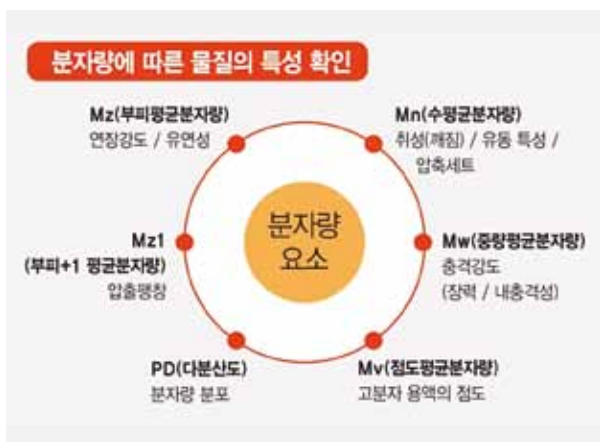 분자량에 따른 물질의 특성 확인
Mz(부피평균분자량)
연장강도 / 유연성
Mn(수평균분자량)
취성(깨짐) / 유동 특성 /
압축세트
분자량
요소
Mz1
(부피+1 평균분자량)
압출팽창
Mw(중량평균분자량)
충격강도
(장력 / 내충격성)
PD(다분산도)
분자량 분포
Mv(점도평균분자량)
고분자 용액의 점도